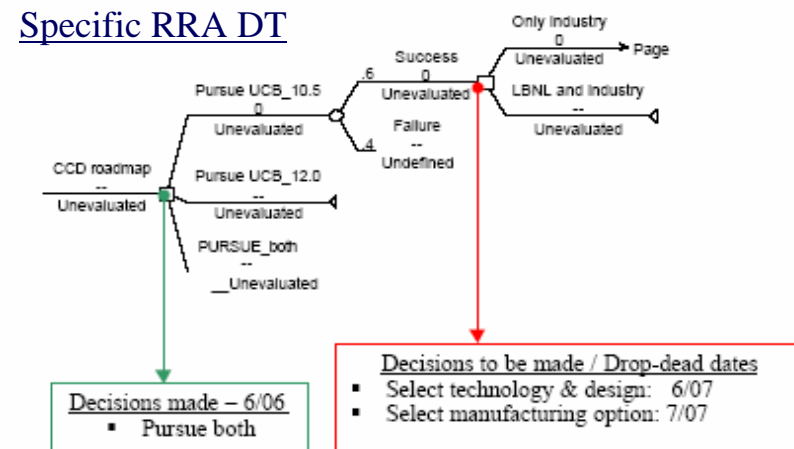 Specific RRA DT
Only Industry
0
Unevaluated
Page
Success
0
Unevaluated
.6
LBNL and Industry
--
Unevaluated
Pursue UCB_10.5
0
Unevaluated
Failure
--
Undefined
.4
CCD roadmap
--
Unevaluated
Pursue UCB_12.0
--
Unevaluated
PURSUE_both
--
__Unevaluated
Decisions made – 6/06
▪ Pursue both
Decisions to be made / Drop-dead dates
▪ Select technology & design: 6/07
▪ Select manufacturing option: 7/07